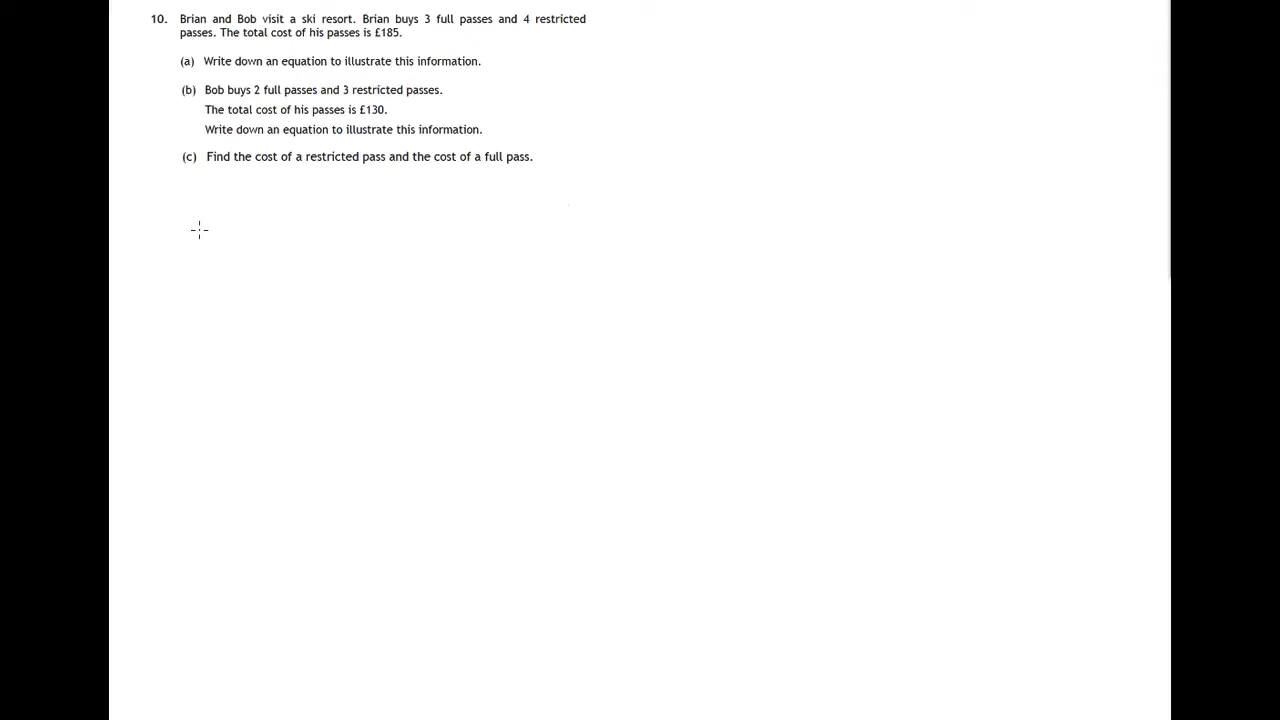 10. Brian and Bob visit a ski resort. Brian buys 3 full passes and 4 restricted
passes. The total cost of his passes is £185.
(a) Write down an equation to illustrate this information.
(b) Bob buys 2 full passes and 3 restricted passes.
The total cost of his passes is £130.
Write down an equation to illustrate this information.
(c) Find the cost of a restricted pass and the cost of a full pass.